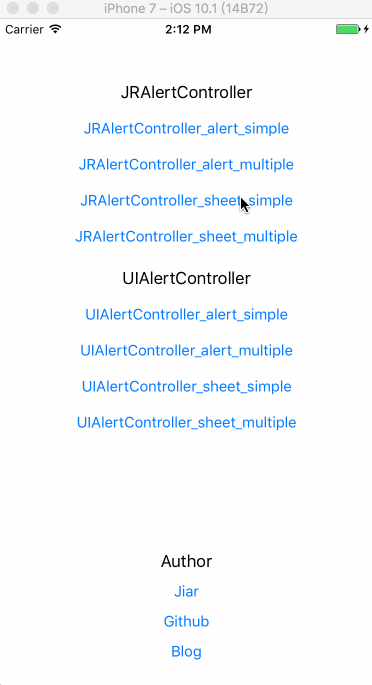 iPhone 7 – iOS 10.1 (14B72)
Carrier 2:12 PM
JRAlertController
JRAlertController_alert_simple
JRAlertController_alert_multiple
JRAlertController_sheet_simple
JRAlertController_sheet_multiple
UIAlertController
UIAlertController_alert_simple
UIAlertController_alert_multiple
UIAlertController_sheet_simple
UIAlertController_sheet_multiple
Author
Jiar
Github
Blog